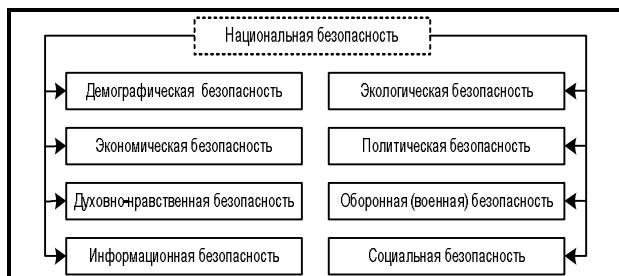 Национальная безопасность
Демографическая безопасность
Экологическая безопасность
Экономическая безопасность
Политическая безопасность
Духовно-нравственная безопасность
Оборонная (военная) безопасность
Информационная безопасность
Социальная безопасность